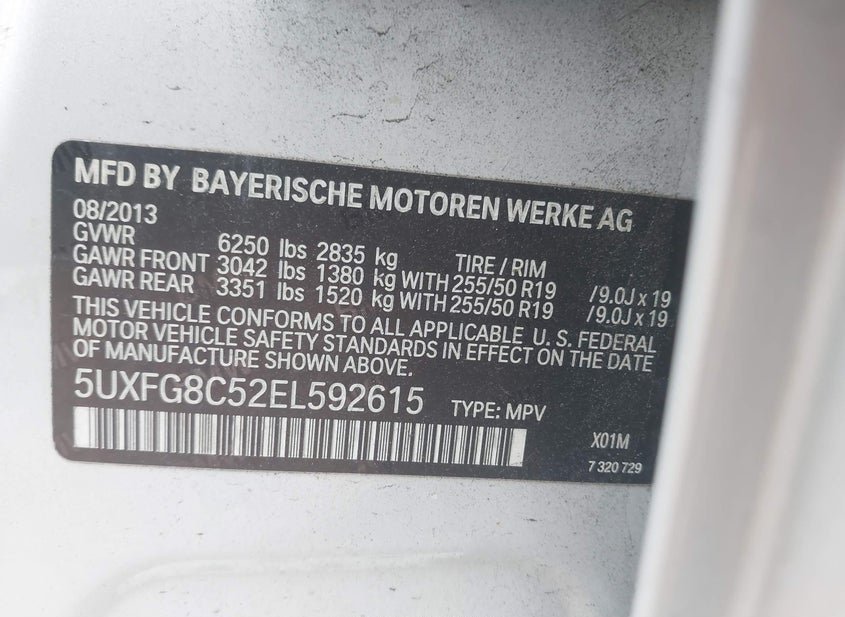 MFD BY BAYERISCHE MOTOREN WERKE AG
08/2013
GVWR 6250 lbs 2835 kg TIRE / RIM
GAWR FRONT 3042 lbs 1380 kg WITH 255/50 R19 /9.0J x 19
GAWR REAR 3351 lbs 1520 kg WITH 255/50 R19 /9.0J x 19
THIS VEHICLE CONFORMS TO ALL APPLICABLE U. S. FEDERAL
MOTOR VEHICLE SAFETY STANDARDS IN EFFECT ON THE DATE
OF MANUFACTURE SHOWN ABOVE.
5UXFG8C52EL592615 TYPE: MPV X01M
7 320 729